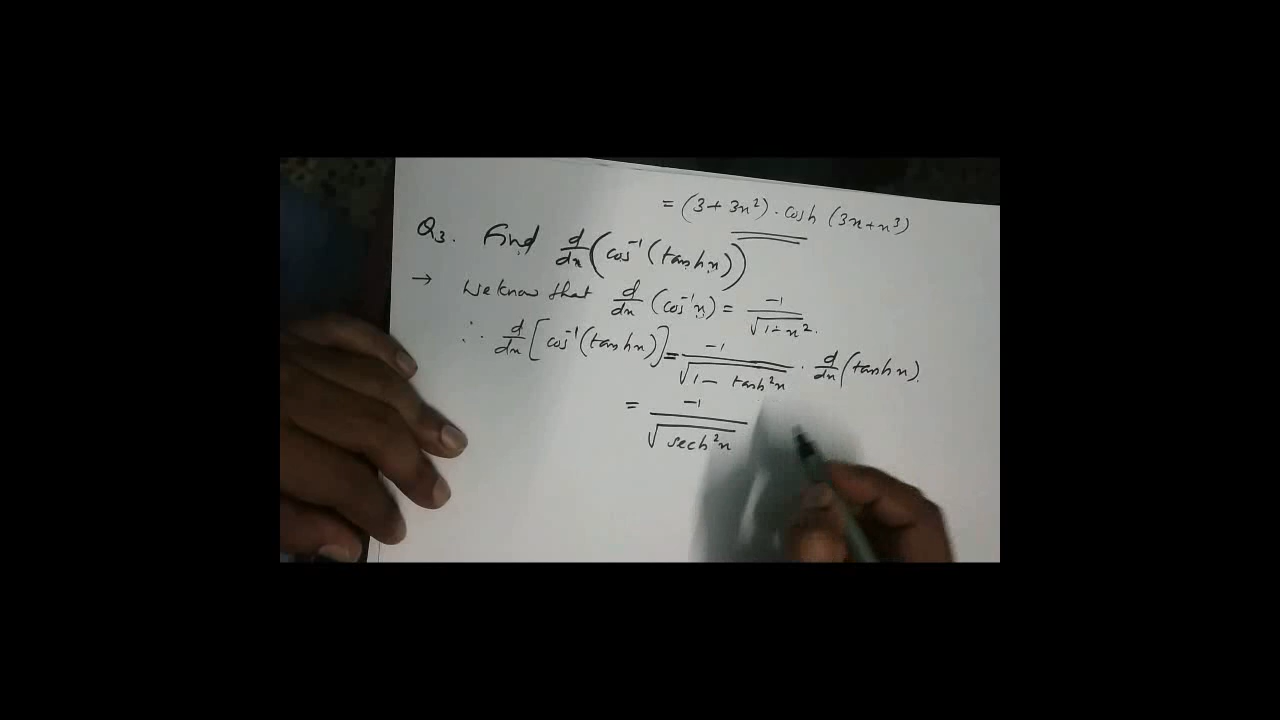 = (3+3x²) · cosh (3x+x³)
Q3. Find d/dx (cos⁻¹ (tanh x))
→ We know that d/dx (cos⁻¹x) = -1/√(1-x²).
∴ d/dx [cos⁻¹(tanh x)] = -1/√(1 - tanh²x) · d/dx (tanh x).
= -1/√(sech²x)